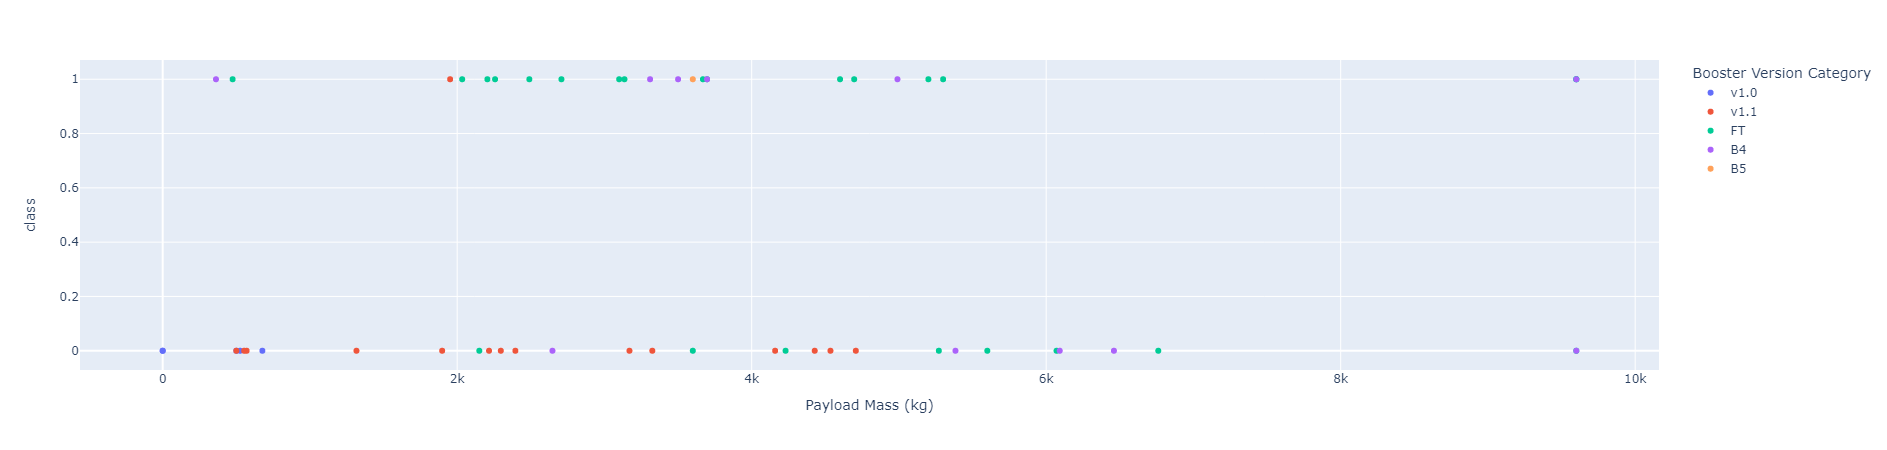 Booster Version Category
v1.0
v1.1
FT
B4
B5
1
0.8
0.6
0.4
0.2
0
class
0 2k 4k 6k 8k 10k
Payload Mass (kg)